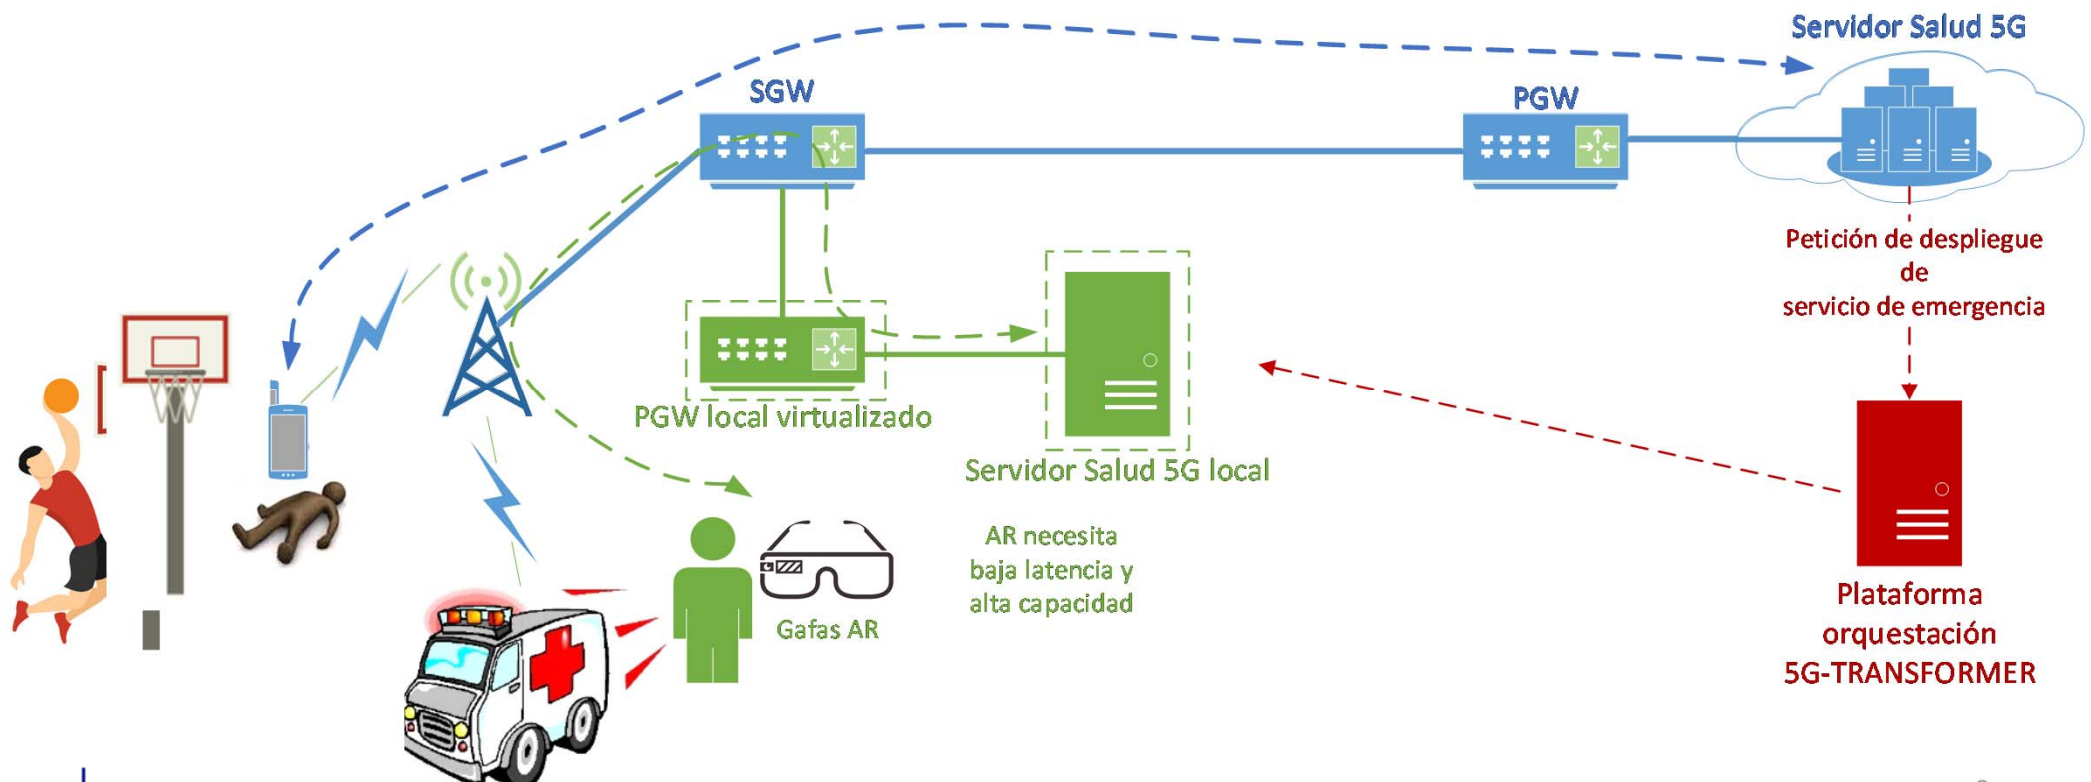 Servidor Salud 5G
SGW
PGW
Petición de despliegue
de
servicio de emergencia
PGW local virtualizado
Servidor Salud 5G local
AR necesita
baja latencia y
alta capacidad
Gafas AR
Plataforma
orquestación
5G-TRANSFORMER